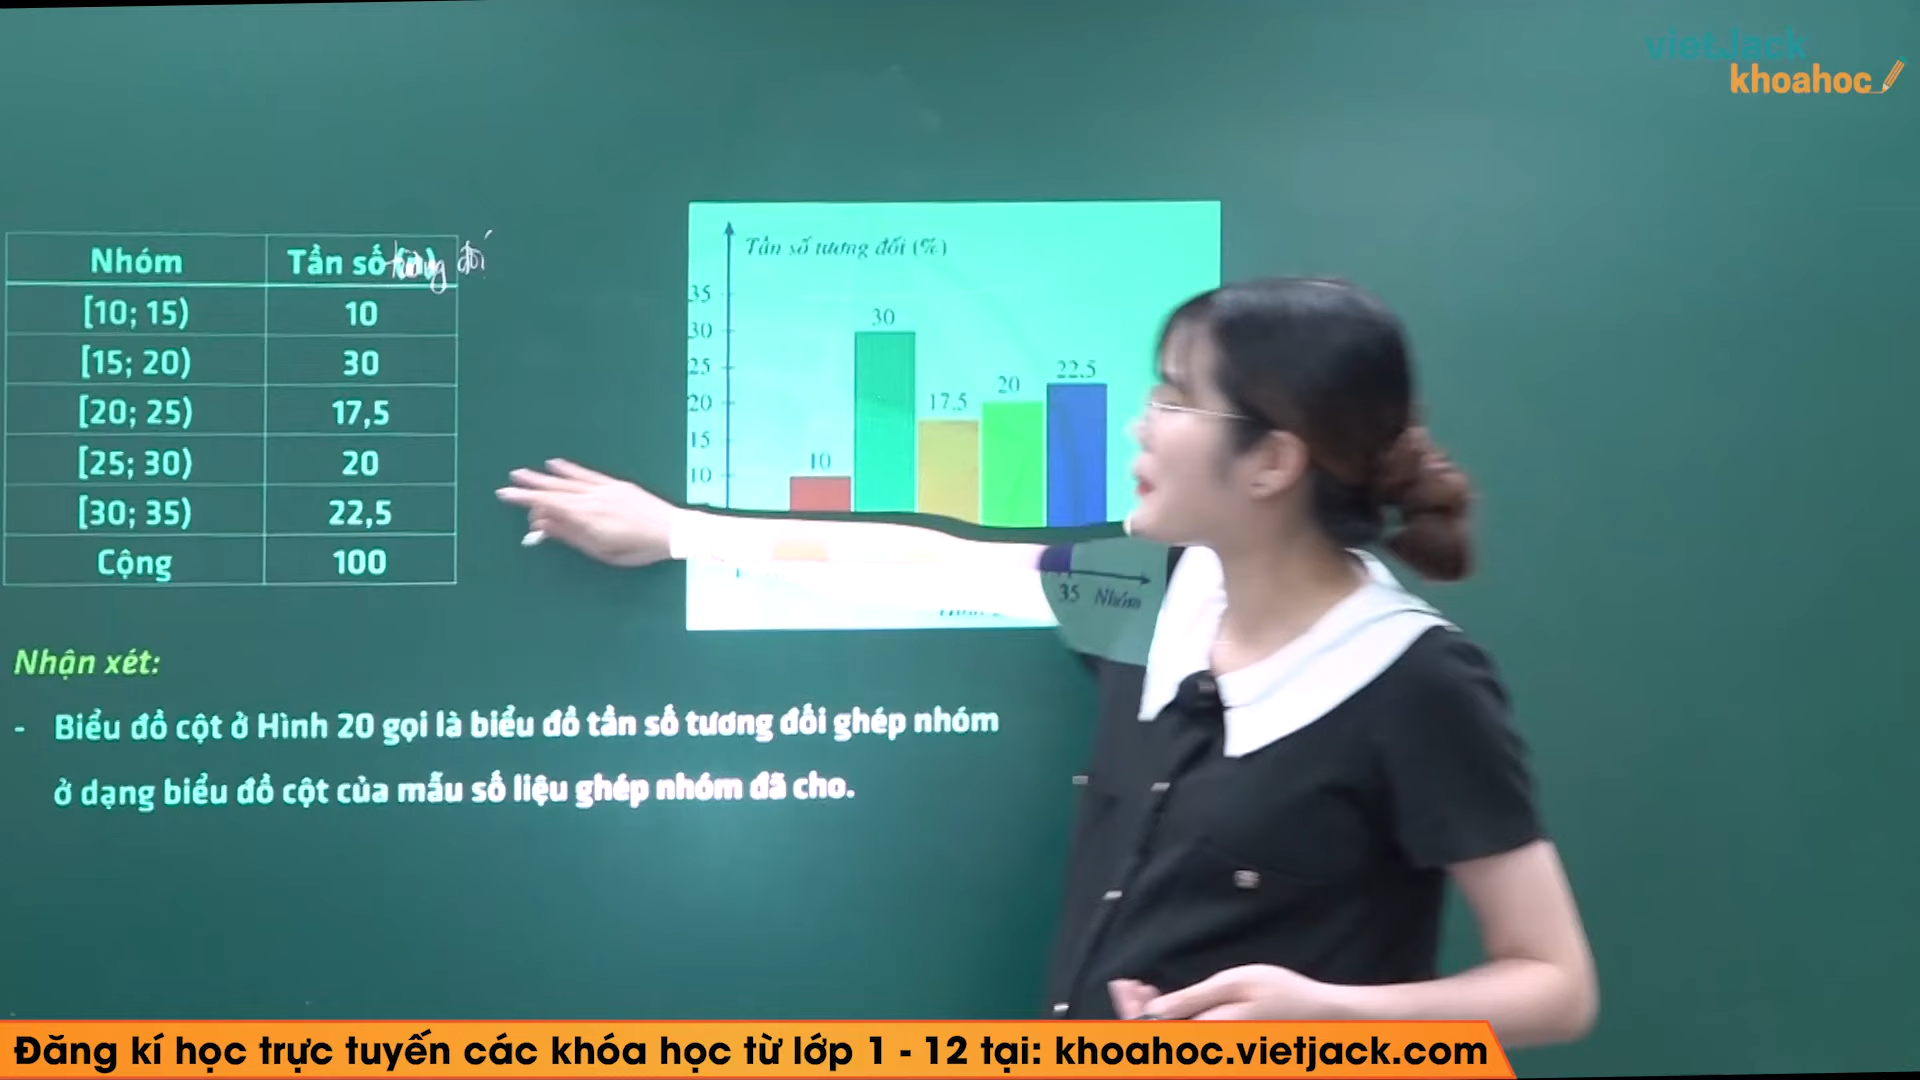 vietJack
khoahoc
Nhóm Tần số tương đối
[10; 15) 10
[15; 20) 30
[20; 25) 17,5
[25; 30) 20
[30; 35) 22,5
Cộng 100
Tần số tương đối (%)
35
30
25
20
15
10
10
30
17.5
20
22.5
35 Nhóm
Nhận xét:
- Biểu đồ cột ở Hình 20 gọi là biểu đồ tần số tương đối ghép nhóm
ở dạng biểu đồ cột của mẫu số liệu ghép nhóm đã cho.
Đăng kí học trực tuyến các khóa học từ lớp 1 - 12 tại: khoahoc.vietjack.com